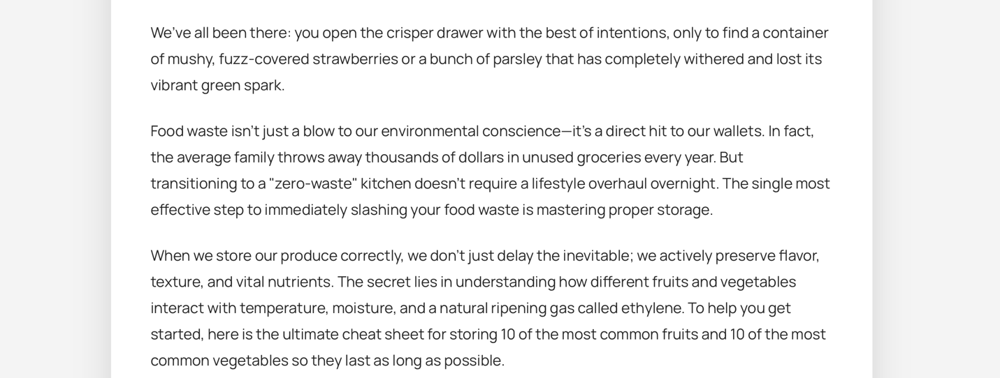 We’ve all been there: you open the crisper drawer with the best of intentions, only to find a container
of mushy, fuzz-covered strawberries or a bunch of parsley that has completely withered and lost its
vibrant green spark.
Food waste isn’t just a blow to our environmental conscience—it’s a direct hit to our wallets. In fact,
the average family throws away thousands of dollars in unused groceries every year. But
transitioning to a "zero-waste" kitchen doesn’t require a lifestyle overhaul overnight. The single most
effective step to immediately slashing your food waste is mastering proper storage.
When we store our produce correctly, we don’t just delay the inevitable; we actively preserve flavor,
texture, and vital nutrients. The secret lies in understanding how different fruits and vegetables
interact with temperature, moisture, and a natural ripening gas called ethylene. To help you get
started, here is the ultimate cheat sheet for storing 10 of the most common fruits and 10 of the most
common vegetables so they last as long as possible.